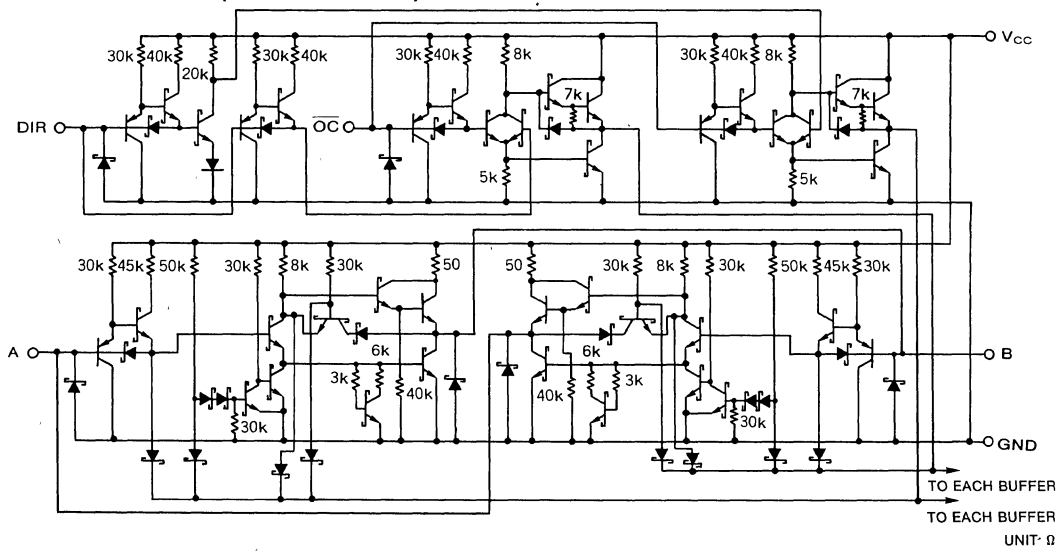 VCC
30k 40k 30k 40k 30k 40k 8k 30k 40k 8k
20k 7k 7k
DIR OC
5k 5k
30k 45k 50k 30k 8k 30k 50 50 30k 8k 30k 50k 45k 30k
A 6k 6k B
3k 40k 40k 3k
30k 30k
GND
TO EACH BUFFER
TO EACH BUFFER
UNIT: Ω